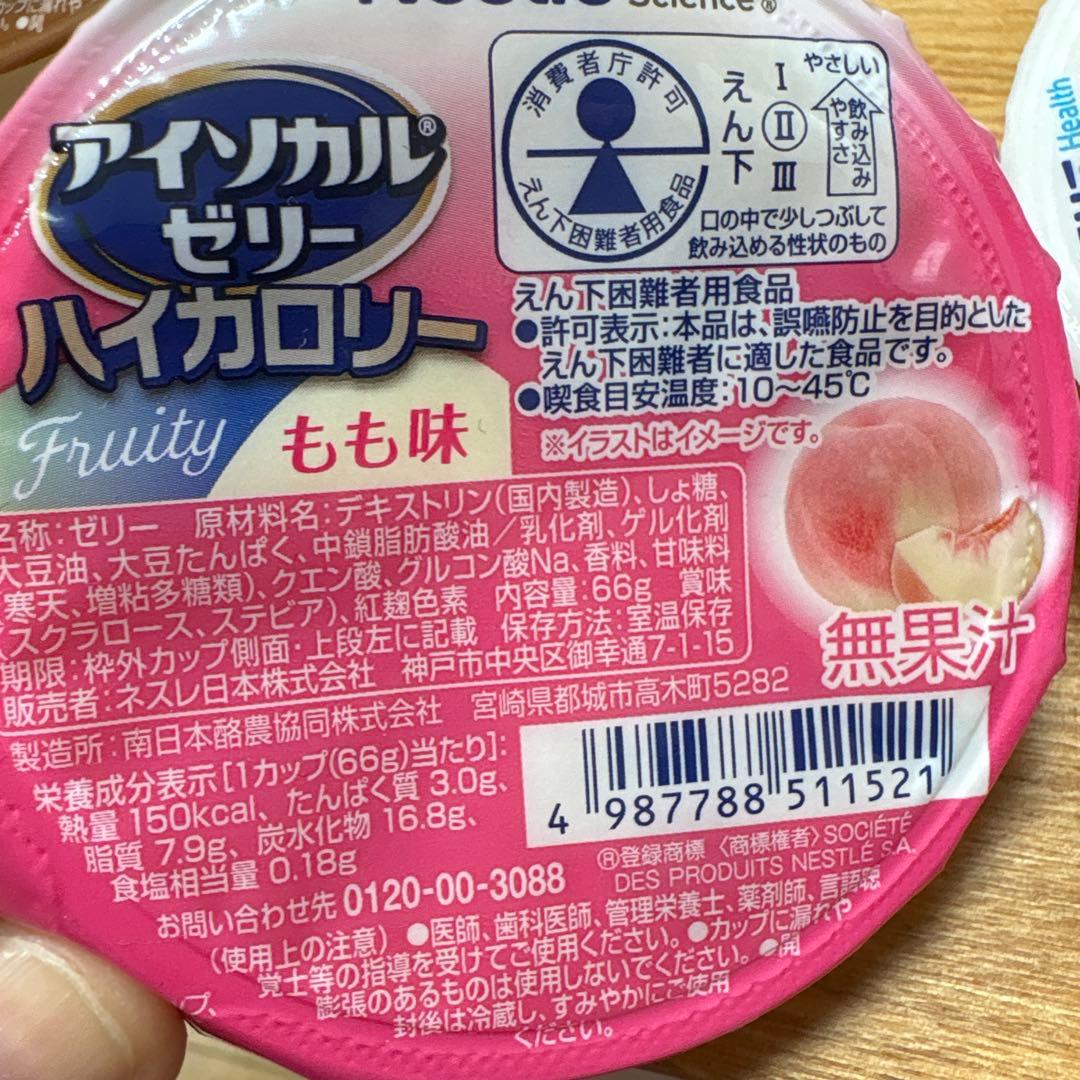 Science®
アイソカル®
ゼリー
ハイカロリー
Fruity もも味
消費者庁許可
えん下困難者用食品
えん下
I
II
III
やさしい
飲み込み
やすさ
口の中で少しつぶして
飲み込める性状のもの
えん下困難者用食品
●許可表示:本品は、誤嚥防止を目的とした
えん下困難者に適した食品です。
●喫食目安温度:10～45℃
※イラストはイメージです。
無果汁
名称:ゼリー 原材料名:デキストリン(国内製造)、しょ糖、
大豆油、大豆たんぱく、中鎖脂肪酸油/乳化剤、ゲル化剤
(寒天、増粘多糖類)、クエン酸、グルコン酸Na、香料、甘味料
(スクラロース、ステビア)、紅麹色素 内容量:66g 賞味
期限:枠外カップ側面・上段左に記載 保存方法:室温保存
販売者:ネスレ日本株式会社 神戸市中央区御幸通7-1-15
製造所:南日本酪農協同株式会社 宮崎県都城市高木町5282
栄養成分表示[1カップ(66g)当たり]:
熱量 150kcal、たんぱく質 3.0g、
脂質 7.9g、炭水化物 16.8g、
食塩相当量 0.18g
4 987788 511521
®登録商標 〈商標権者〉SOCIÉTÉ
DES PRODUITS NESTLÉ S.A.
お問い合わせ先 0120-00-3088
(使用上の注意) ●医師、歯科医師、管理栄養士、薬剤師、言語聴
覚士等の指導を受けてご使用ください。●カップに漏れや
膨張のあるものは使用しないでください。●開
封後は冷蔵し、すみやかにご使用
ください。
Health